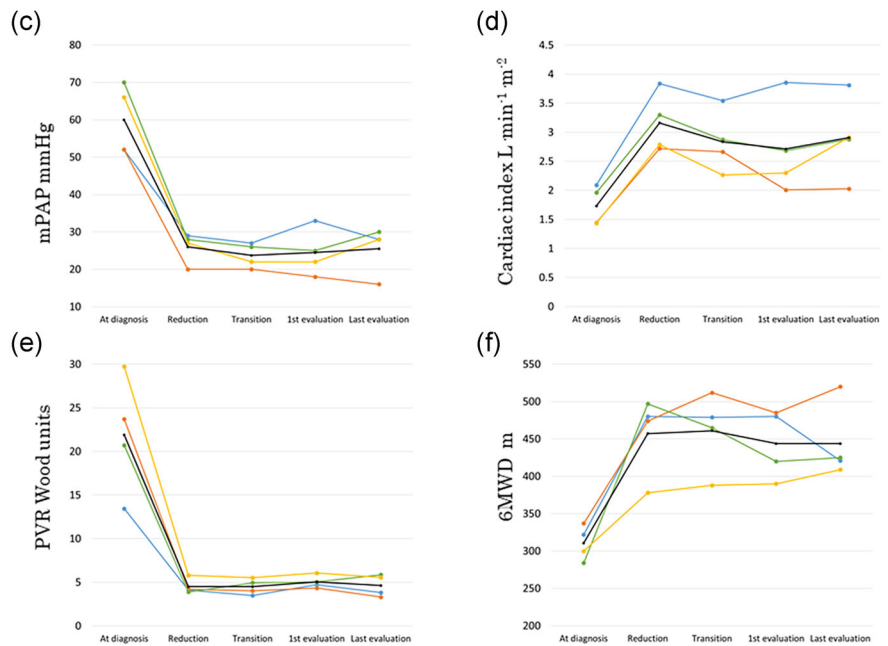 (c)
mPAP mmHg
80
70
60
50
40
30
20
10
At diagnosis Reduction Transition 1st evaluation Last evaluation
(d)
Cardiac index L·min⁻¹·m⁻²
4.5
4
3.5
3
2.5
2
1.5
1
0.5
0
At diagnosis Reduction Transition 1st evaluation Last evaluation
(e)
PVR Wood units
30
25
20
15
10
5
0
At diagnosis Reduction Transition 1st evaluation Last evaluation
(f)
6MWD m
550
500
450
400
350
300
250
200
At diagnosis Reduction Transition 1st evaluation Last evaluation